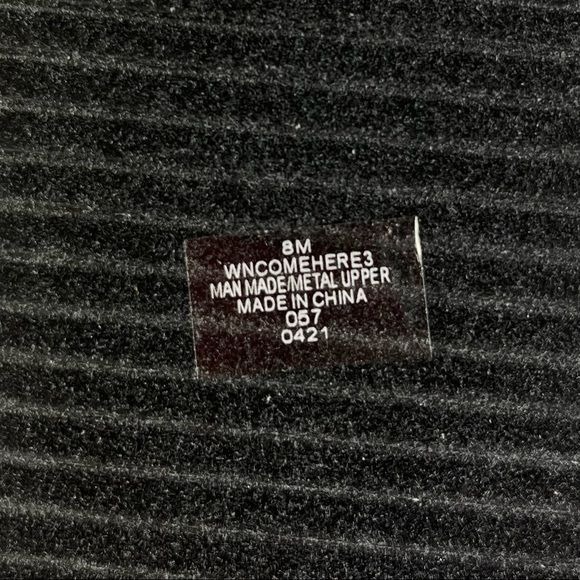 8M
WNCOMEHERE3
MAN MADE/METAL UPPER
MADE IN CHINA
057
0421